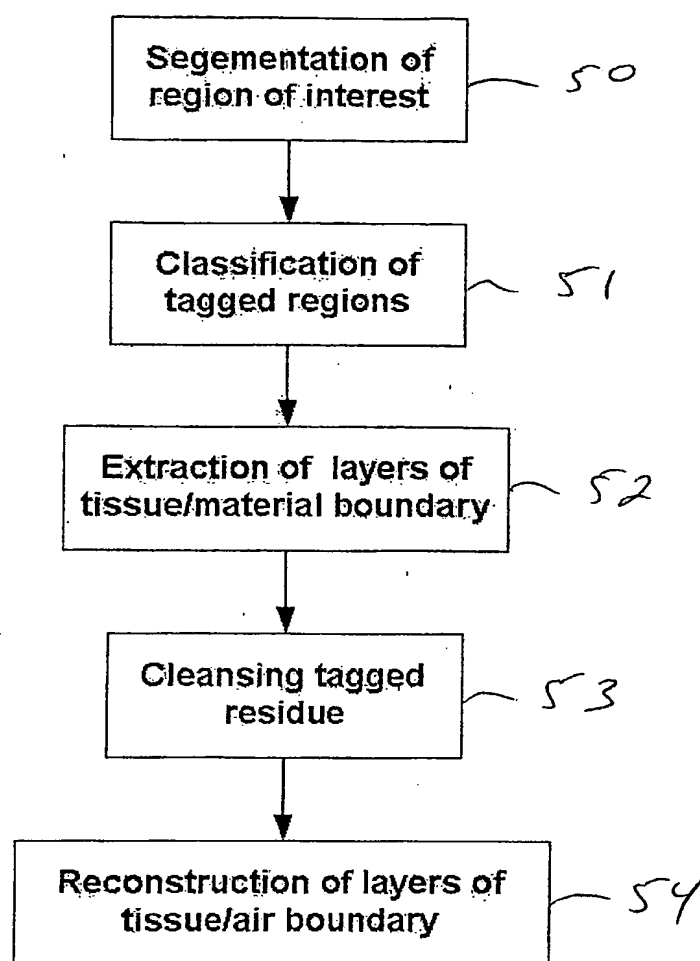 Segementation of
region of interest
50
Classification of
tagged regions
51
Extraction of layers of
tissue/material boundary
52
Cleansing tagged
residue
53
Reconstruction of layers of
tissue/air boundary
54